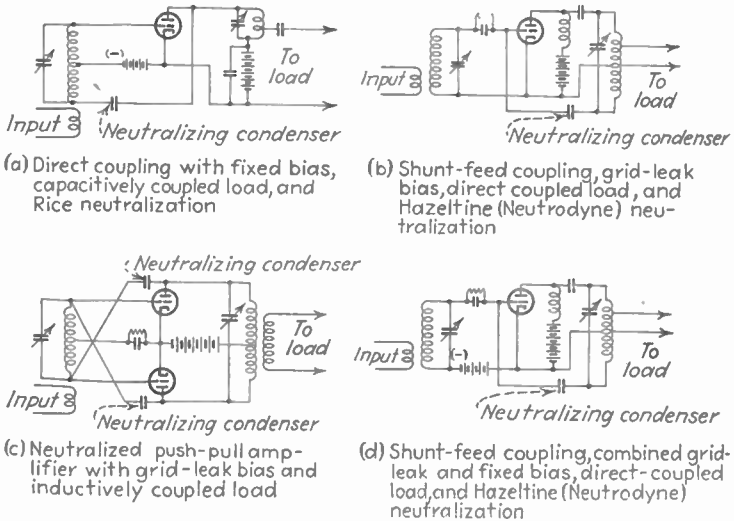 (-)
To
load
Input
Neutralizing condenser
(a) Direct coupling with fixed bias,
capacitively coupled load, and
Rice neutralization
Input
To
load
Neutralizing condenser
(b) Shunt-feed coupling, grid-leak
bias, direct coupled load, and
Hazeltine (Neutrodyne) neu-
tralization
Neutralizing condenser
To
load
Input
Neutralizing condenser
(c) Neutralized push-pull amp-
lifier with grid-leak bias and
inductively coupled load
Input
(-)
To
load
Neutralizing condenser
(d) Shunt-feed coupling, combined grid-
leak and fixed bias, direct-coupled
load, and Hazeltine (Neutrodyne)
neutralization